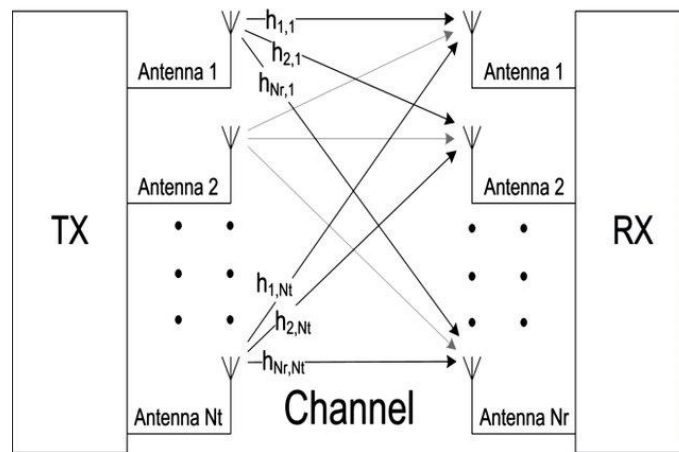 h1,1
h2,1
hNr,1
Antenna 1
Antenna 1
Antenna 2
Antenna 2
TX
RX
h1,Nt
h2,Nt
hNr,Nt
Channel
Antenna Nt
Antenna Nr